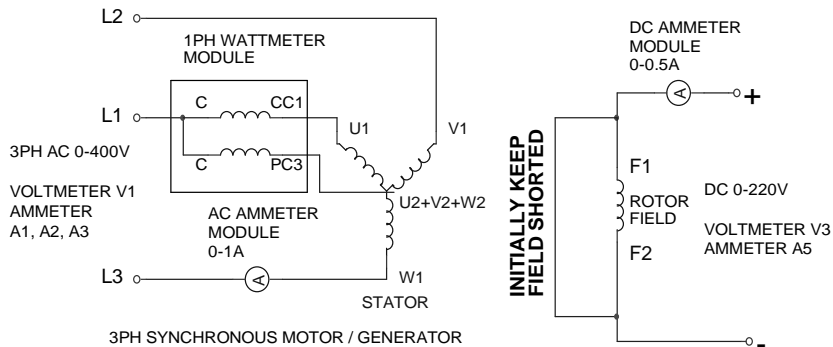 L2
1PH WATTMETER
MODULE
C
CC1
L1
U1
V1
3PH AC 0-400V
C
PC3
VOLTMETER V1
AMMETER
A1, A2, A3
U2+V2+W2
AC AMMETER
MODULE
0-1A
L3
A
W1
STATOR
3PH SYNCHRONOUS MOTOR / GENERATOR
DC AMMETER
MODULE
0-0.5A
A
+
INITIALLY KEEP
FIELD SHORTED
F1
ROTOR
FIELD
F2
DC 0-220V
VOLTMETER V3
AMMETER A5
-